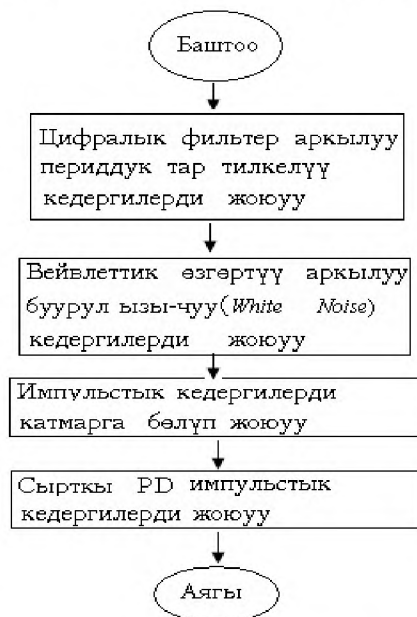 Баштоо
Цифралык фильтер аркылуу
периддук тар тилкелүү
кедергилерди жоюуу
Вейвлеттик өзгөртүү аркылуу
буурул ызы-чуу(White Noise)
кедергилерди жоюуу
Импульстык кедергилерди
катмарга бөлүп жоюуу
Сырткы PD импульстык
кедергилерди жоюуу
Аягы